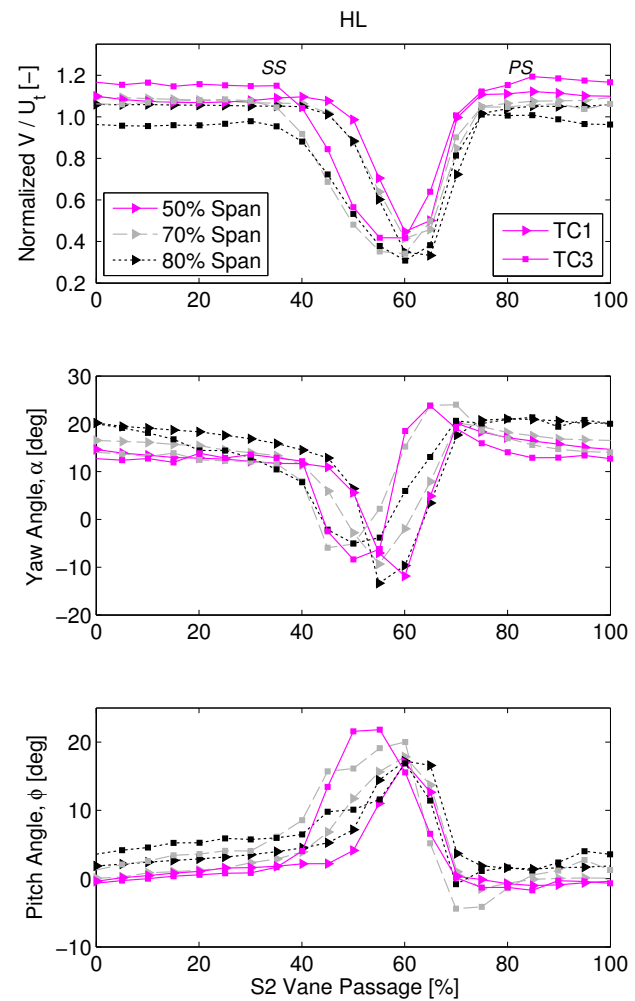 HL
SS
PS
Normalized V / U_t [-]
1.2
1.0
0.8
0.6
0.4
0.2
50% Span
70% Span
80% Span
TC1
TC3
0 20 40 60 80 100
Yaw Angle, α [deg]
30
20
10
0
−10
−20
0 20 40 60 80 100
Pitch Angle, ϕ [deg]
20
10
0
−10
0 20 40 60 80 100
S2 Vane Passage [%]